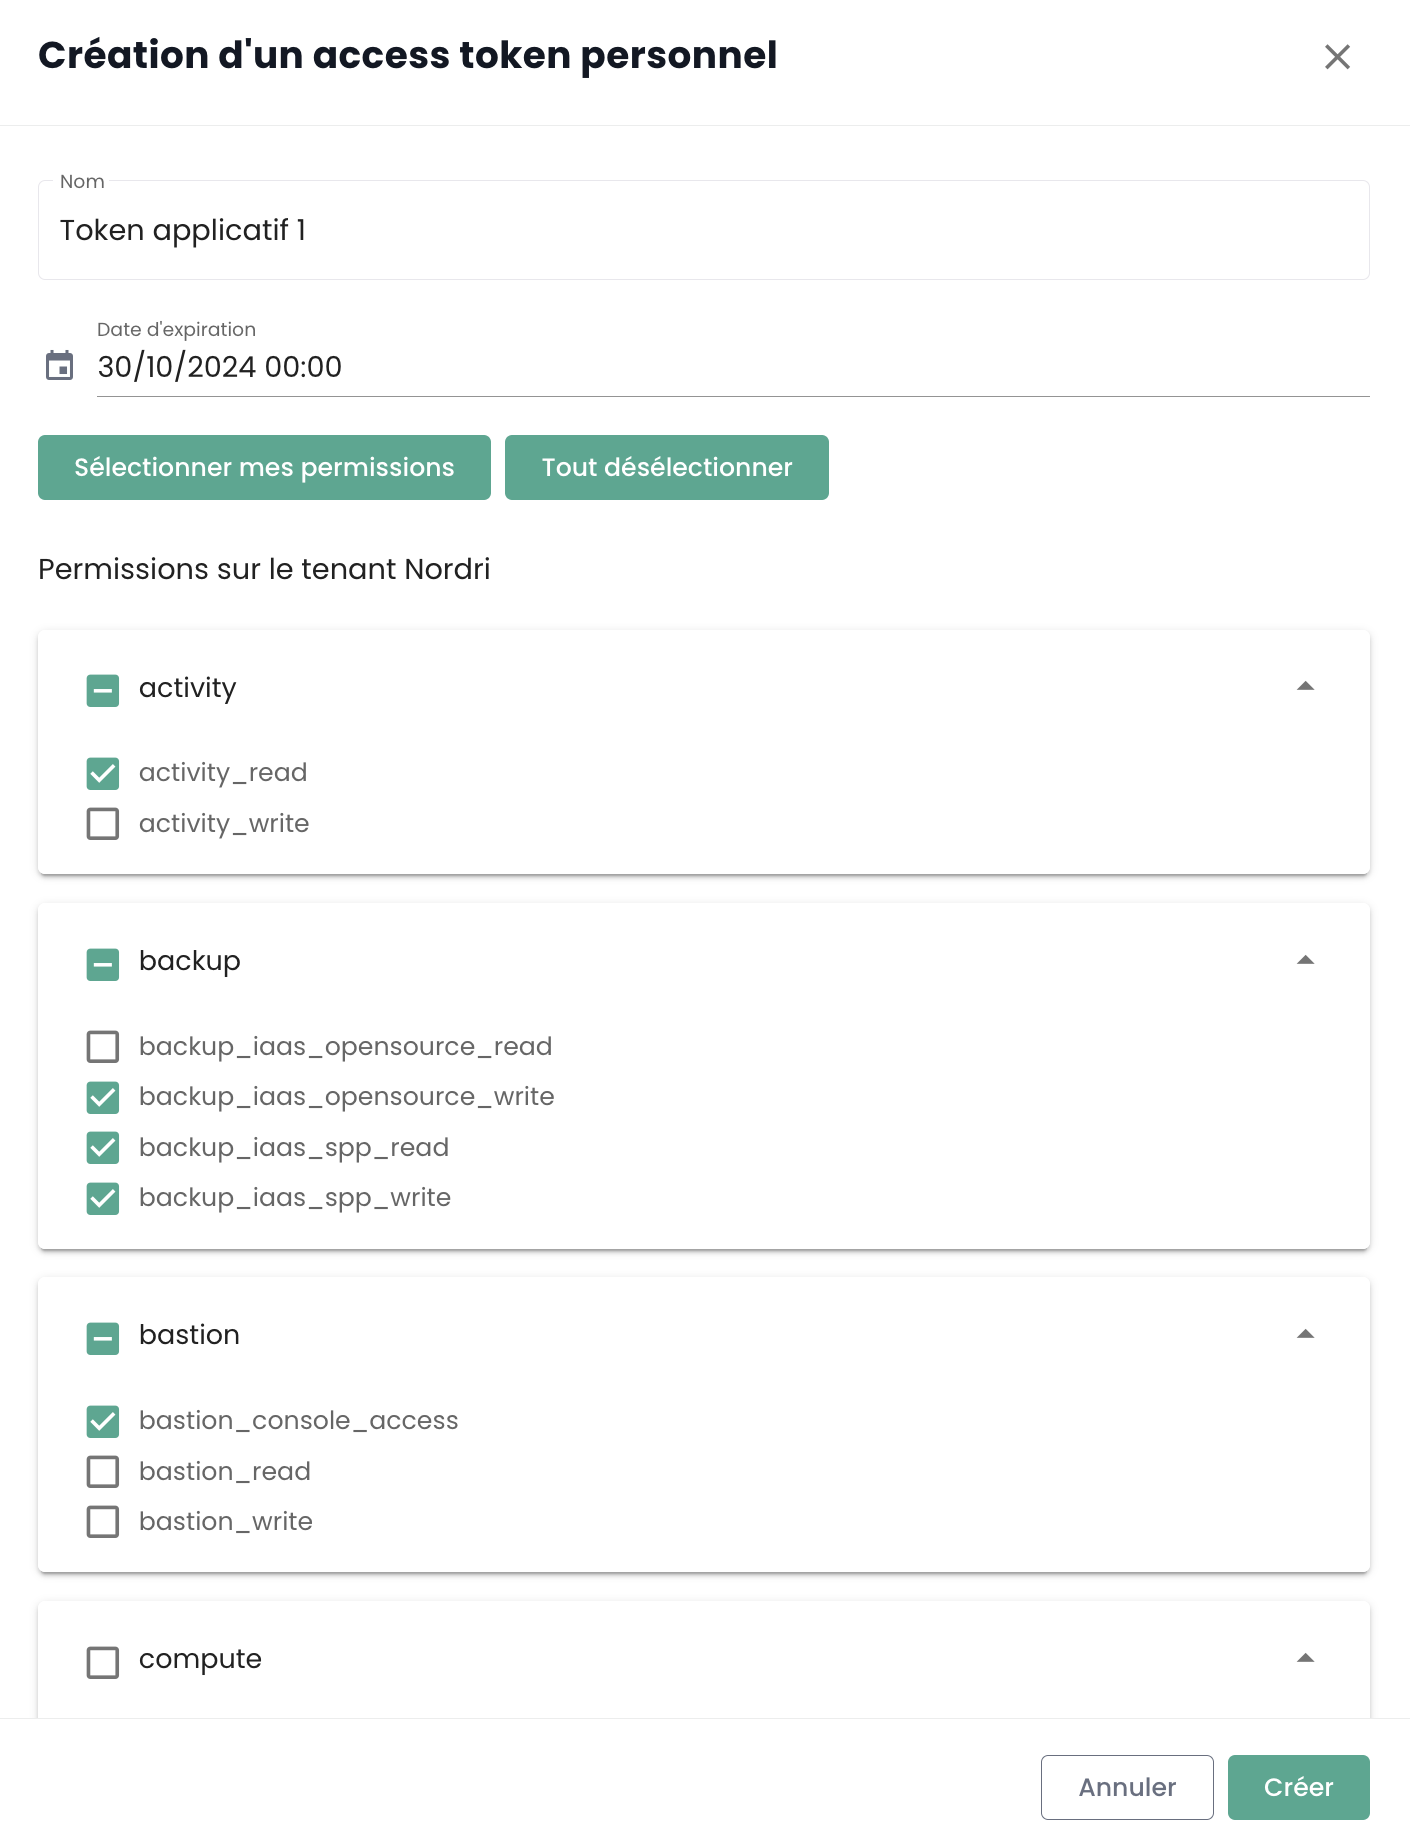 Création d'un access token personnel
Nom
Token applicatif 1
Date d'expiration
30/10/2024 00:00
Sélectionner mes permissions
Tout désélectionner
Permissions sur le tenant Nordri
activity
activity_read
activity_write
backup
backup_iaas_opensource_read
backup_iaas_opensource_write
backup_iaas_spp_read
backup_iaas_spp_write
bastion
bastion_console_access
bastion_read
bastion_write
compute
Annuler
Créer